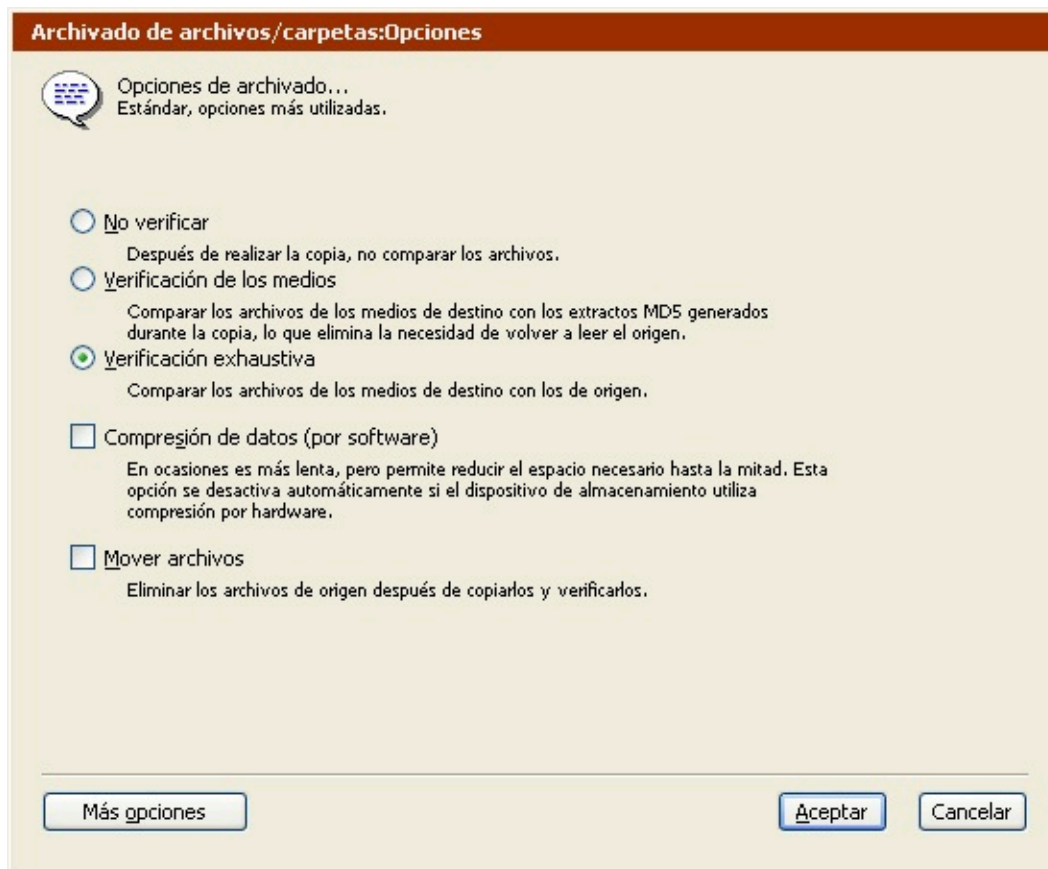 Archivado de archivos/carpetas:Opciones
Opciones de archivado...
Estándar, opciones más utilizadas.
No verificar
Después de realizar la copia, no comparar los archivos.
Verificación de los medios
Comparar los archivos de los medios de destino con los extractos MD5 generados
durante la copia, lo que elimina la necesidad de volver a leer el origen.
Verificación exhaustiva
Comparar los archivos de los medios de destino con los de origen.
Compresión de datos (por software)
En ocasiones es más lenta, pero permite reducir el espacio necesario hasta la mitad. Esta
opción se desactiva automáticamente si el dispositivo de almacenamiento utiliza
compresión por hardware.
Mover archivos
Eliminar los archivos de origen después de copiarlos y verificarlos.
Más opciones
Aceptar
Cancelar